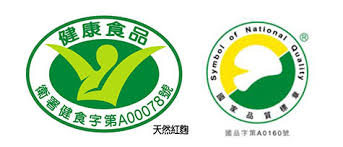 健康食品
衛署健食字第A00078號
天然紅麴
Symbol of National Quality
®
國家品質標章
國品字第A0160號